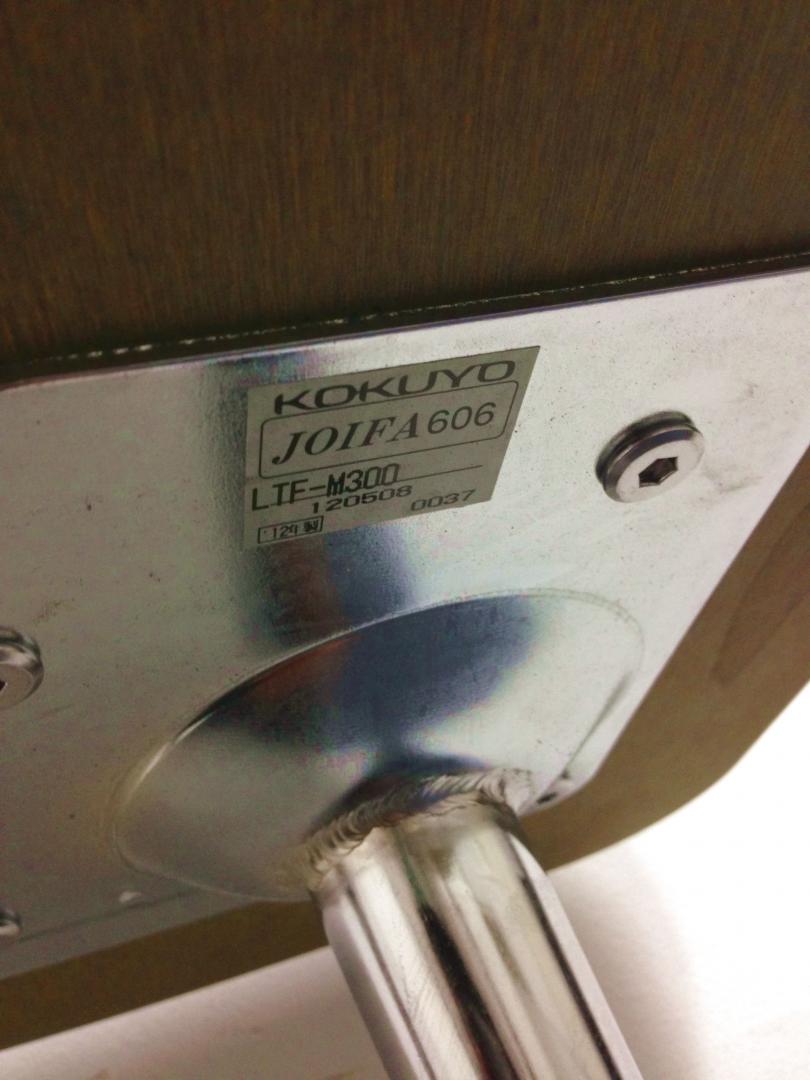 KOKUYO
JOIFA 606
LTF-M300
120508
0037
'12年製